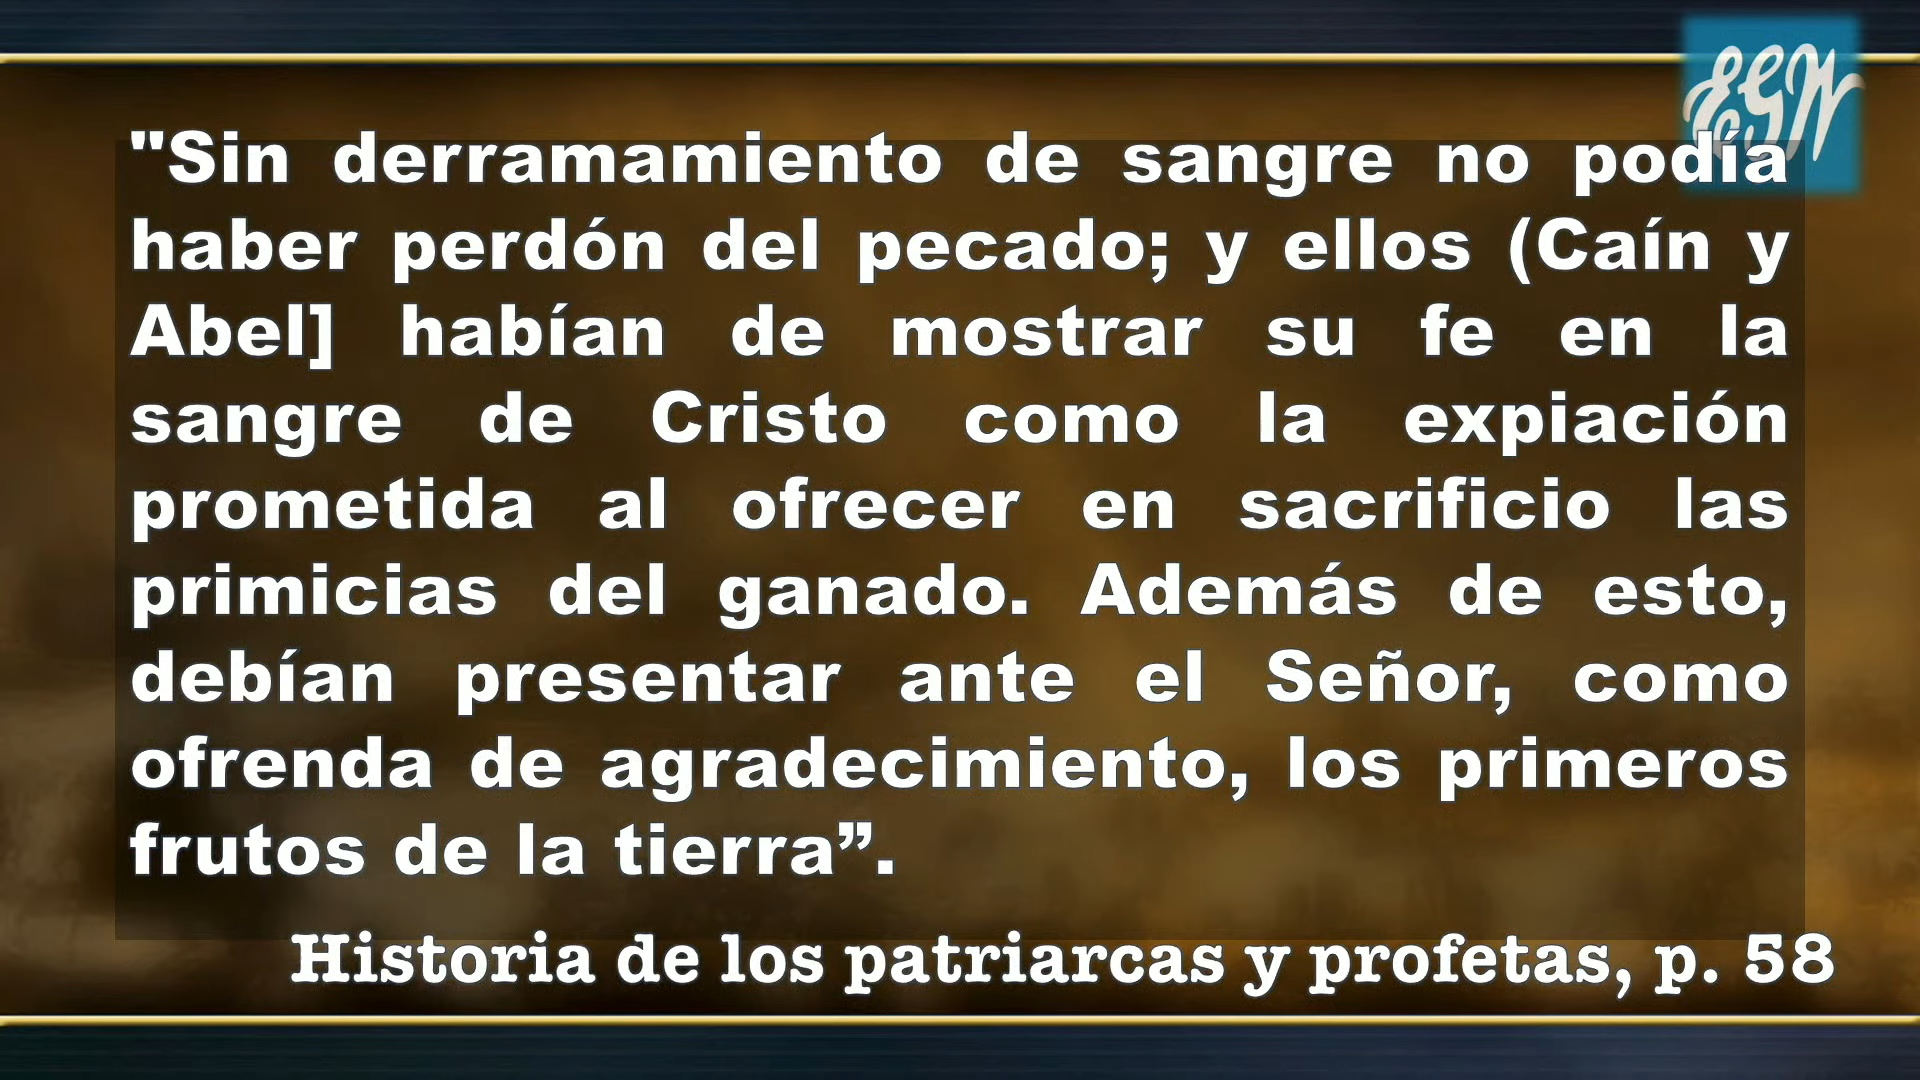 EGW
"Sin derramamiento de sangre no podía
haber perdón del pecado; y ellos (Caín y
Abel] habían de mostrar su fe en la
sangre de Cristo como la expiación
prometida al ofrecer en sacrificio las
primicias del ganado. Además de esto,
debían presentar ante el Señor, como
ofrenda de agradecimiento, los primeros
frutos de la tierra”.
Historia de los patriarcas y profetas, p. 58